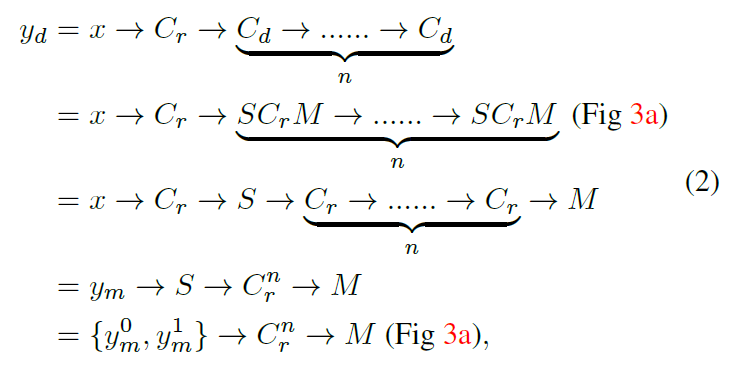 y_d = x → C_r → C_d → ...... → C_d
n
= x → C_r → SC_rM → ...... → SC_rM (Fig 3a)
n
(2)
= x → C_r → S → C_r → ...... → C_r → M
n
= y_m → S → C_r^n → M
= {y_m^0, y_m^1} → C_r^n → M (Fig 3a),